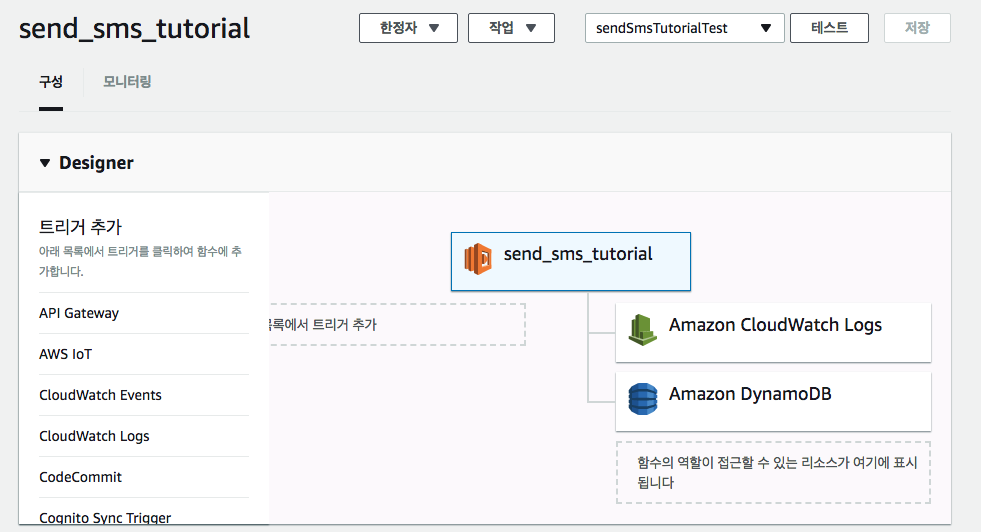 send_sms_tutorial
한정자
작업
sendSmsTutorialTest
테스트
저장
구성
모니터링
Designer
트리거 추가
아래 목록에서 트리거를 클릭하여 함수에 추
가합니다.
API Gateway
AWS IoT
CloudWatch Events
CloudWatch Logs
CodeCommit
Cognito Sync Trigger
send_sms_tutorial
록에서 트리거 추가
Amazon CloudWatch Logs
Amazon DynamoDB
함수의 역할이 접근할 수 있는 리소스가 여기에 표시
됩니다